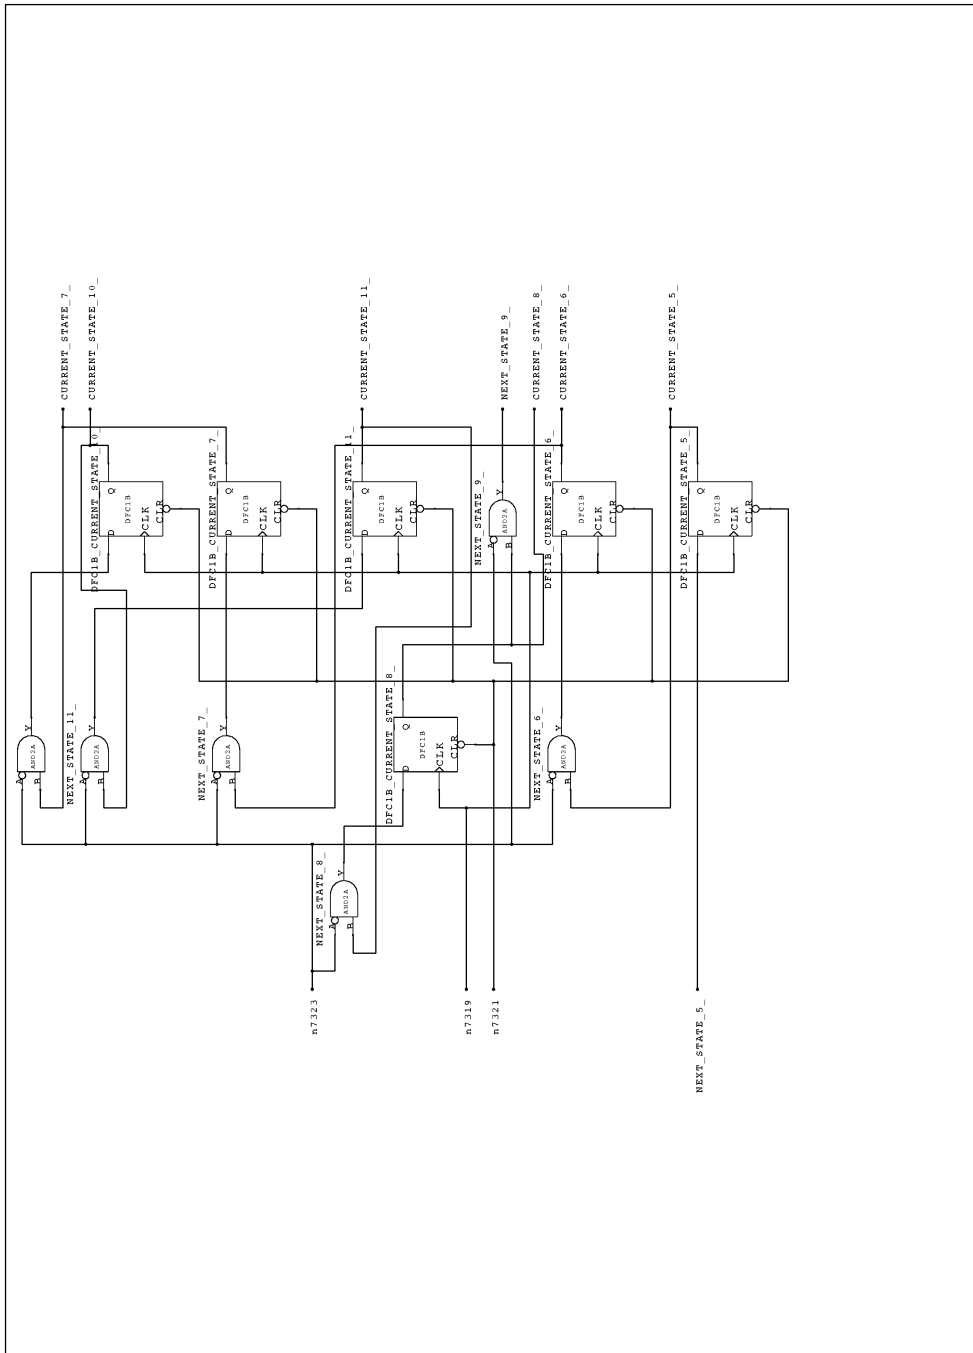 CURRENT_STATE_7_
CURRENT_STATE_10_
CURRENT_STATE_11_
NEXT_STATE_9_
CURRENT_STATE_8_
CURRENT_STATE_6_
CURRENT_STATE_5_
DFC1B_CURRENT_STATE_10_
Q
DFC1B
D
CLK
CLR
DFC1B_CURRENT_STATE_7_
Q
DFC1B
D
CLK
CLR
DFC1B_CURRENT_STATE_11_
Q
DFC1B
D
CLK
CLR
NEXT_STATE_9_
Y
AND2A
A
B
DFC1B_CURRENT_STATE_6_
Q
DFC1B
D
CLK
CLR
DFC1B_CURRENT_STATE_5_
Q
DFC1B
D
CLK
CLR
Y
AND2A
A
B
NEXT_STATE_11_
Y
AND2A
A
B
NEXT_STATE_7_
Y
AND2A
A
B
DFC1B_CURRENT_STATE_8_
Q
DFC1B
D
CLK
CLR
NEXT_STATE_6_
Y
AND2A
A
B
NEXT_STATE_8_
Y
AND2A
A
B
n7323
n7319
n7321
NEXT_STATE_5_